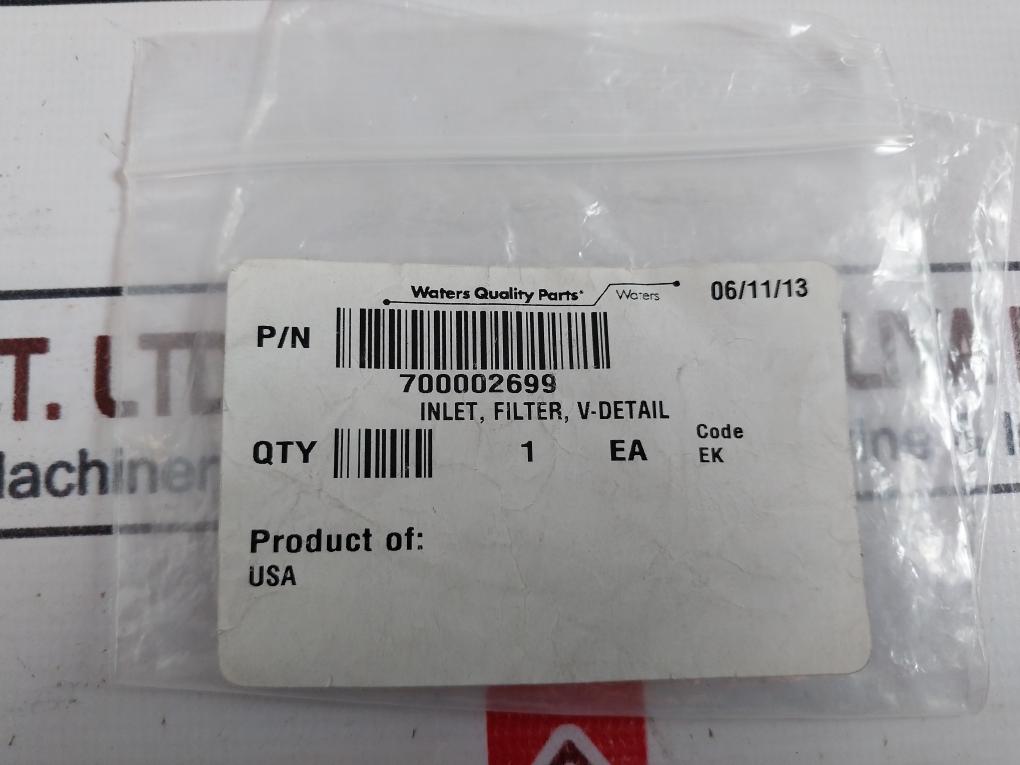 Waters Quality Parts® Waters 06/11/13
P/N
700002699
INLET, FILTER, V-DETAIL
QTY 1 EA Code
EK
Product of:
USA
T. LTD
Machiner